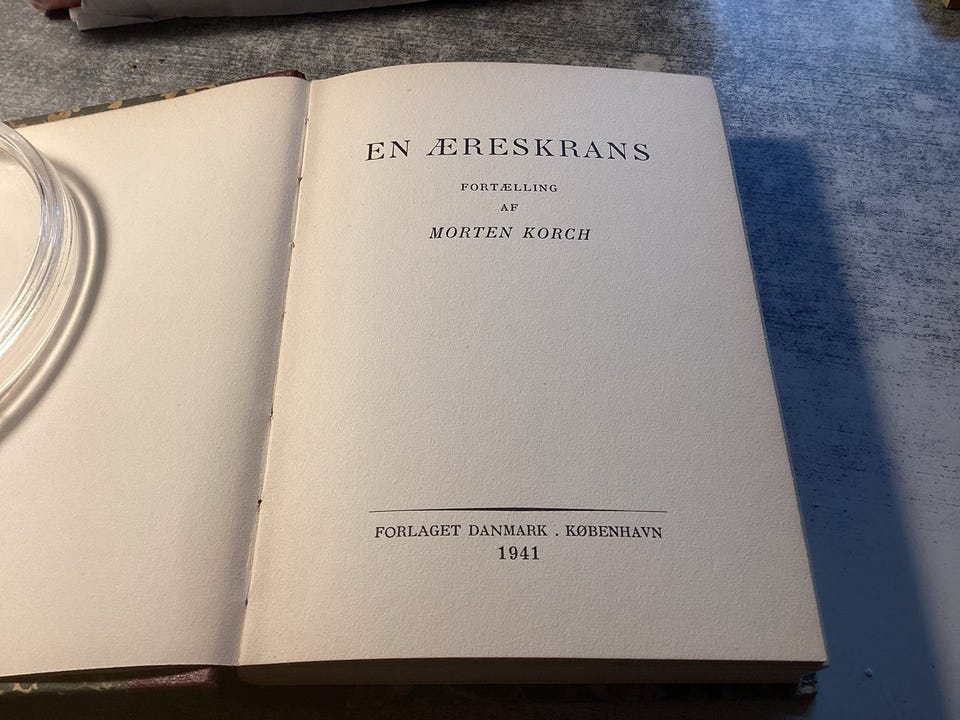 EN ÆRESKRANS
FORTÆLLING
AF
MORTEN KORCH
FORLAGET DANMARK . KØBENHAVN
1941